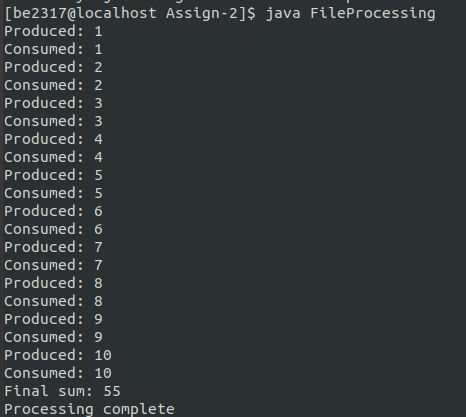 [be2317@localhost Assign-2]$ java FileProcessing
Produced: 1
Consumed: 1
Produced: 2
Consumed: 2
Produced: 3
Consumed: 3
Produced: 4
Consumed: 4
Produced: 5
Consumed: 5
Produced: 6
Consumed: 6
Produced: 7
Consumed: 7
Produced: 8
Consumed: 8
Produced: 9
Consumed: 9
Produced: 10
Consumed: 10
Final sum: 55
Processing complete